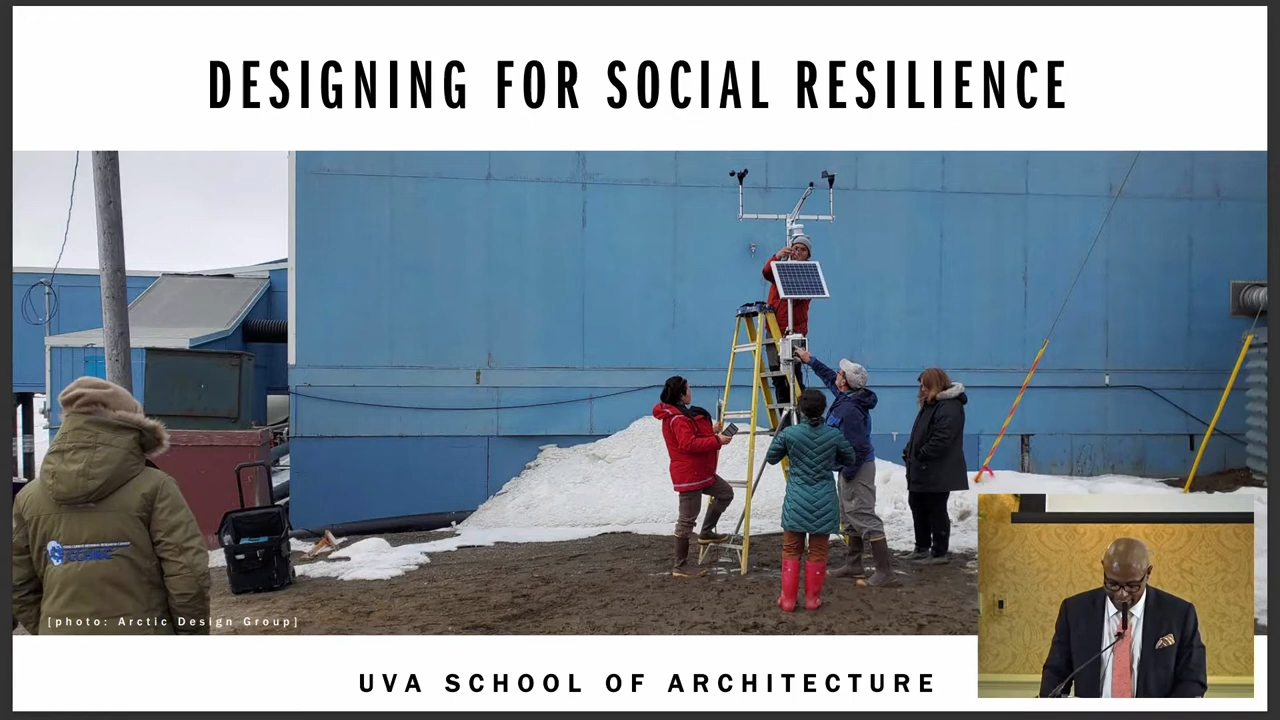 DESIGNING FOR SOCIAL RESILIENCE
[photo: Arctic Design Group]
UVA SCHOOL OF ARCHITECTURE